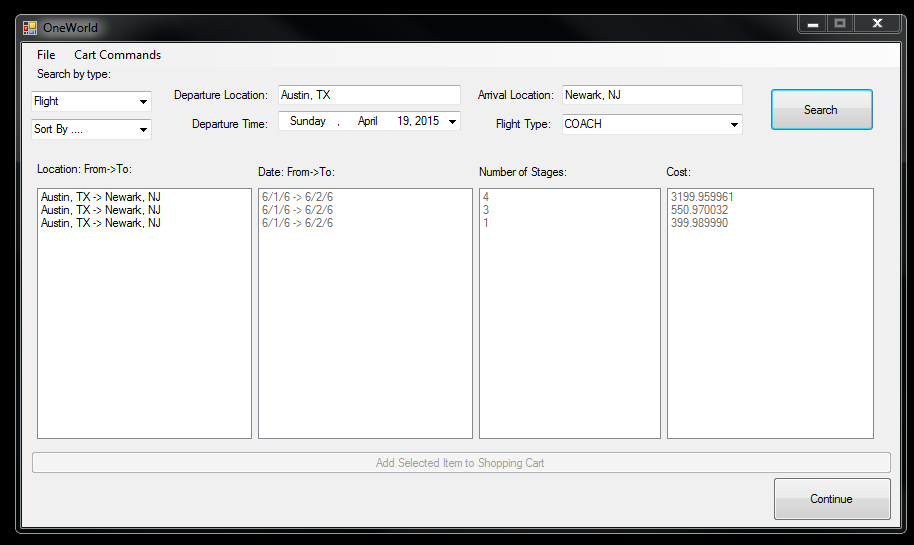 OneWorld
File Cart Commands
Search by type:
Flight
Sort By ....
Departure Location: Austin, TX
Departure Time: Sunday , April 19, 2015
Arrival Location: Newark, NJ
Flight Type: COACH
Search
Location: From->To: Date: From->To: Number of Stages: Cost:
Austin, TX -> Newark, NJ 6/1/6 -> 6/2/6 4 3199.959961
Austin, TX -> Newark, NJ 6/1/6 -> 6/2/6 3 550.970032
Austin, TX -> Newark, NJ 6/1/6 -> 6/2/6 1 399.989990
Add Selected Item to Shopping Cart
Continue